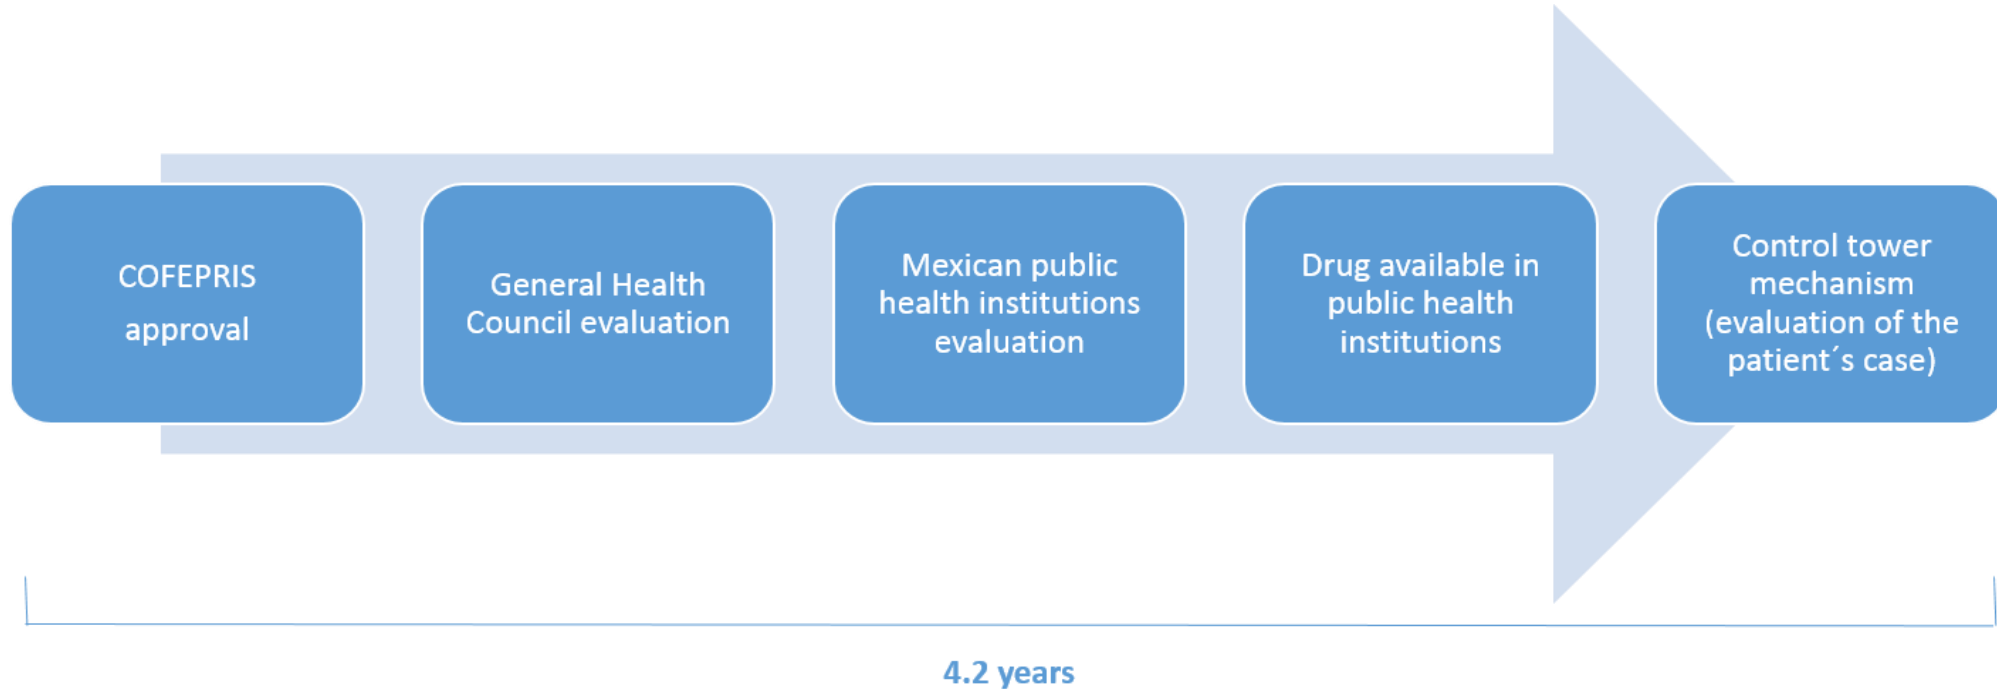 COFEPRIS
approval
General Health
Council evaluation
Mexican public
health institutions
evaluation
Drug available in
public health
institutions
Control tower
mechanism
(evaluation of the
patient´s case)
4.2 years